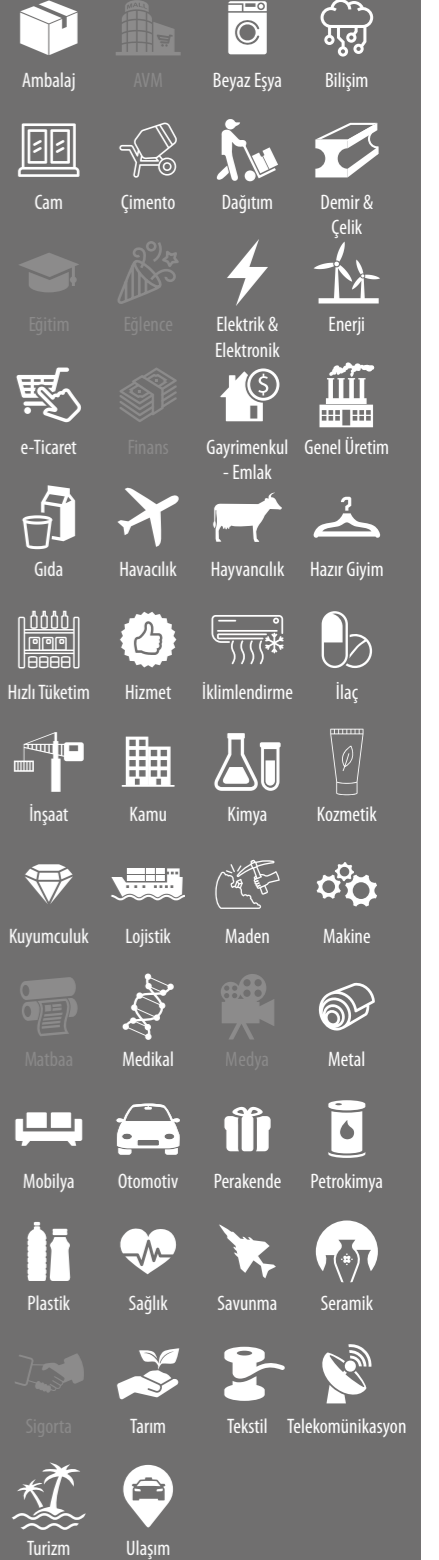 MALL
Ambalaj AVM Beyaz Eşya Bilişim
Cam Çimento Dağıtım Demir &
Çelik
Eğitim Eğlence Elektrik & Enerji
Elektronik
$
e-Ticaret Finans Gayrimenkul Genel Üretim
- Emlak
Gıda Havacılık Hayvancılık Hazır Giyim
Hızlı Tüketim Hizmet İklimlendirme İlaç
İnşaat Kamu Kimya Kozmetik
Kuyumculuk Lojistik Maden Makine
Matbaa Medikal Medya Metal
Mobilya Otomotiv Perakende Petrokimya
Plastik Sağlık Savunma Seramik
Sigorta Tarım Tekstil Telekomünikasyon
Turizm Ulaşım